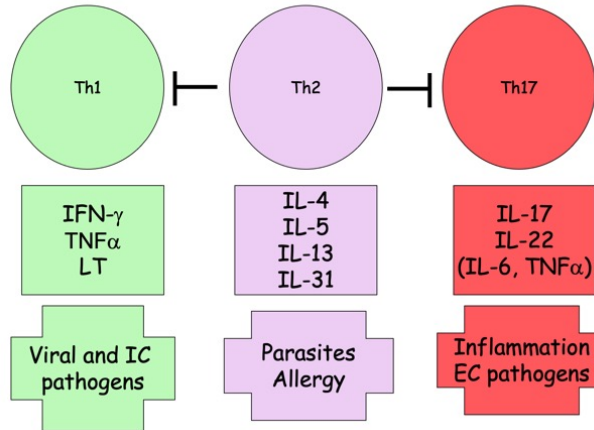 Th1
Th2
Th17
IFN-γ
TNFα
LT
IL-4
IL-5
IL-13
IL-31
IL-17
IL-22
(IL-6, TNFα)
Viral and IC
pathogens
Parasites
Allergy
Inflammation
EC pathogens